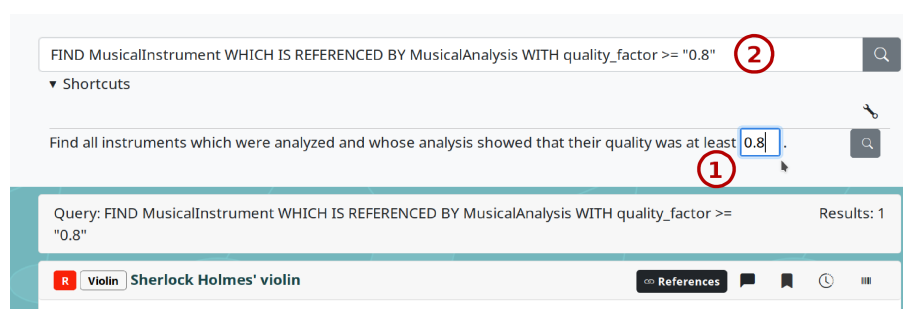 FIND MusicalInstrument WHICH IS REFERENCED BY MusicalAnalysis WITH quality_factor >= "0.8" 2
▾ Shortcuts
Find all instruments which were analyzed and whose analysis showed that their quality was at least 0.8 .
1
Query: FIND MusicalInstrument WHICH IS REFERENCED BY MusicalAnalysis WITH quality_factor >= Results: 1
"0.8"
R Violin Sherlock Holmes' violin References